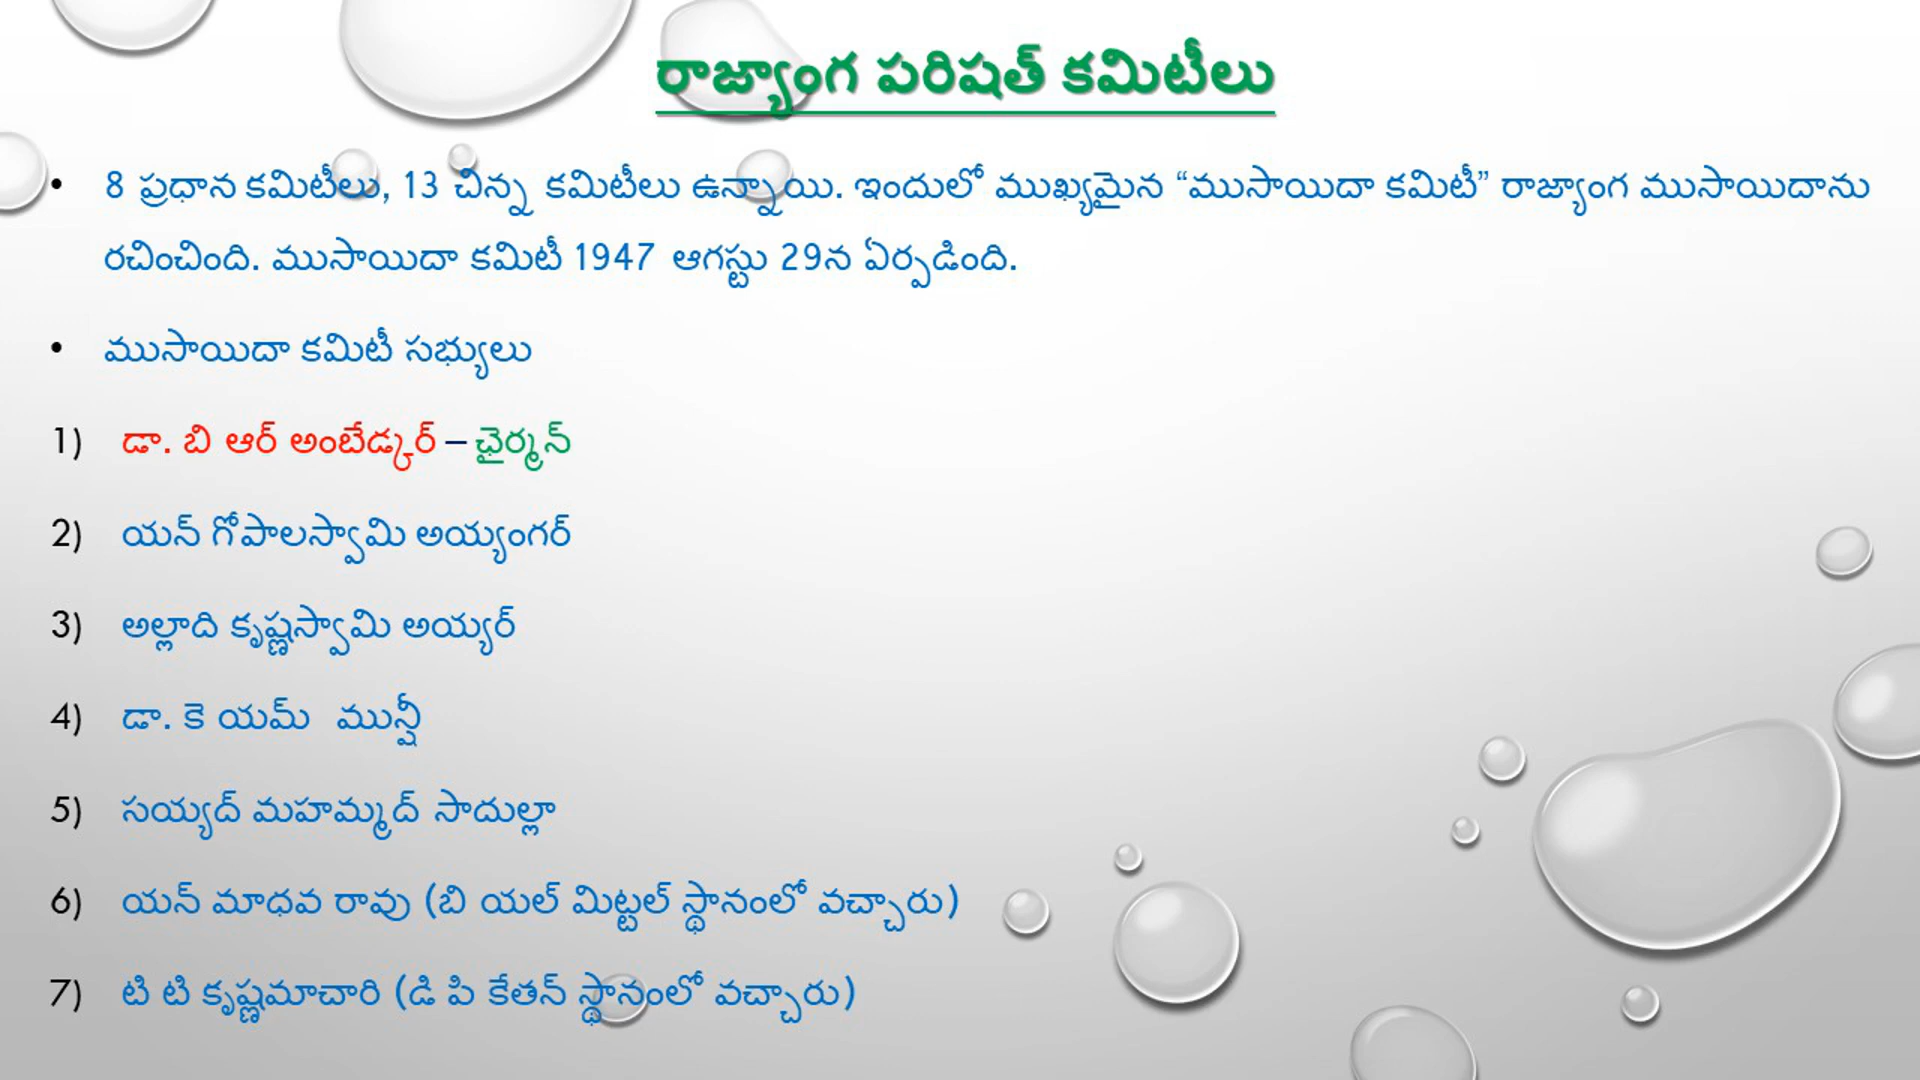 రాజ్యాంగ పరిషత్ కమిటీలు
• 8 ప్రధాన కమిటీలు, 13 చిన్న కమిటీలు ఉన్నాయి. ఇందులో ముఖ్యమైన “ముసాయిదా కమిటీ” రాజ్యాంగ ముసాయిదాను
రచించింది. ముసాయిదా కమిటీ 1947 ఆగస్టు 29న ఏర్పడింది.
• ముసాయిదా కమిటీ సభ్యులు
1) డా. బి ఆర్ అంబేడ్కర్ – ఛైర్మన్
2) యన్ గోపాలస్వామి అయ్యంగర్
3) అల్లాది కృష్ణస్వామి అయ్యర్
4) డా. కె యమ్ మున్షీ
5) సయ్యద్ మహమ్మద్ సాదుల్లా
6) యన్ మాధవ రావు (బి యల్ మిట్టల్ స్థానంలో వచ్చారు)
7) టి టి కృష్ణమాచారి (డి పి కేతన్ స్థానంలో వచ్చారు)